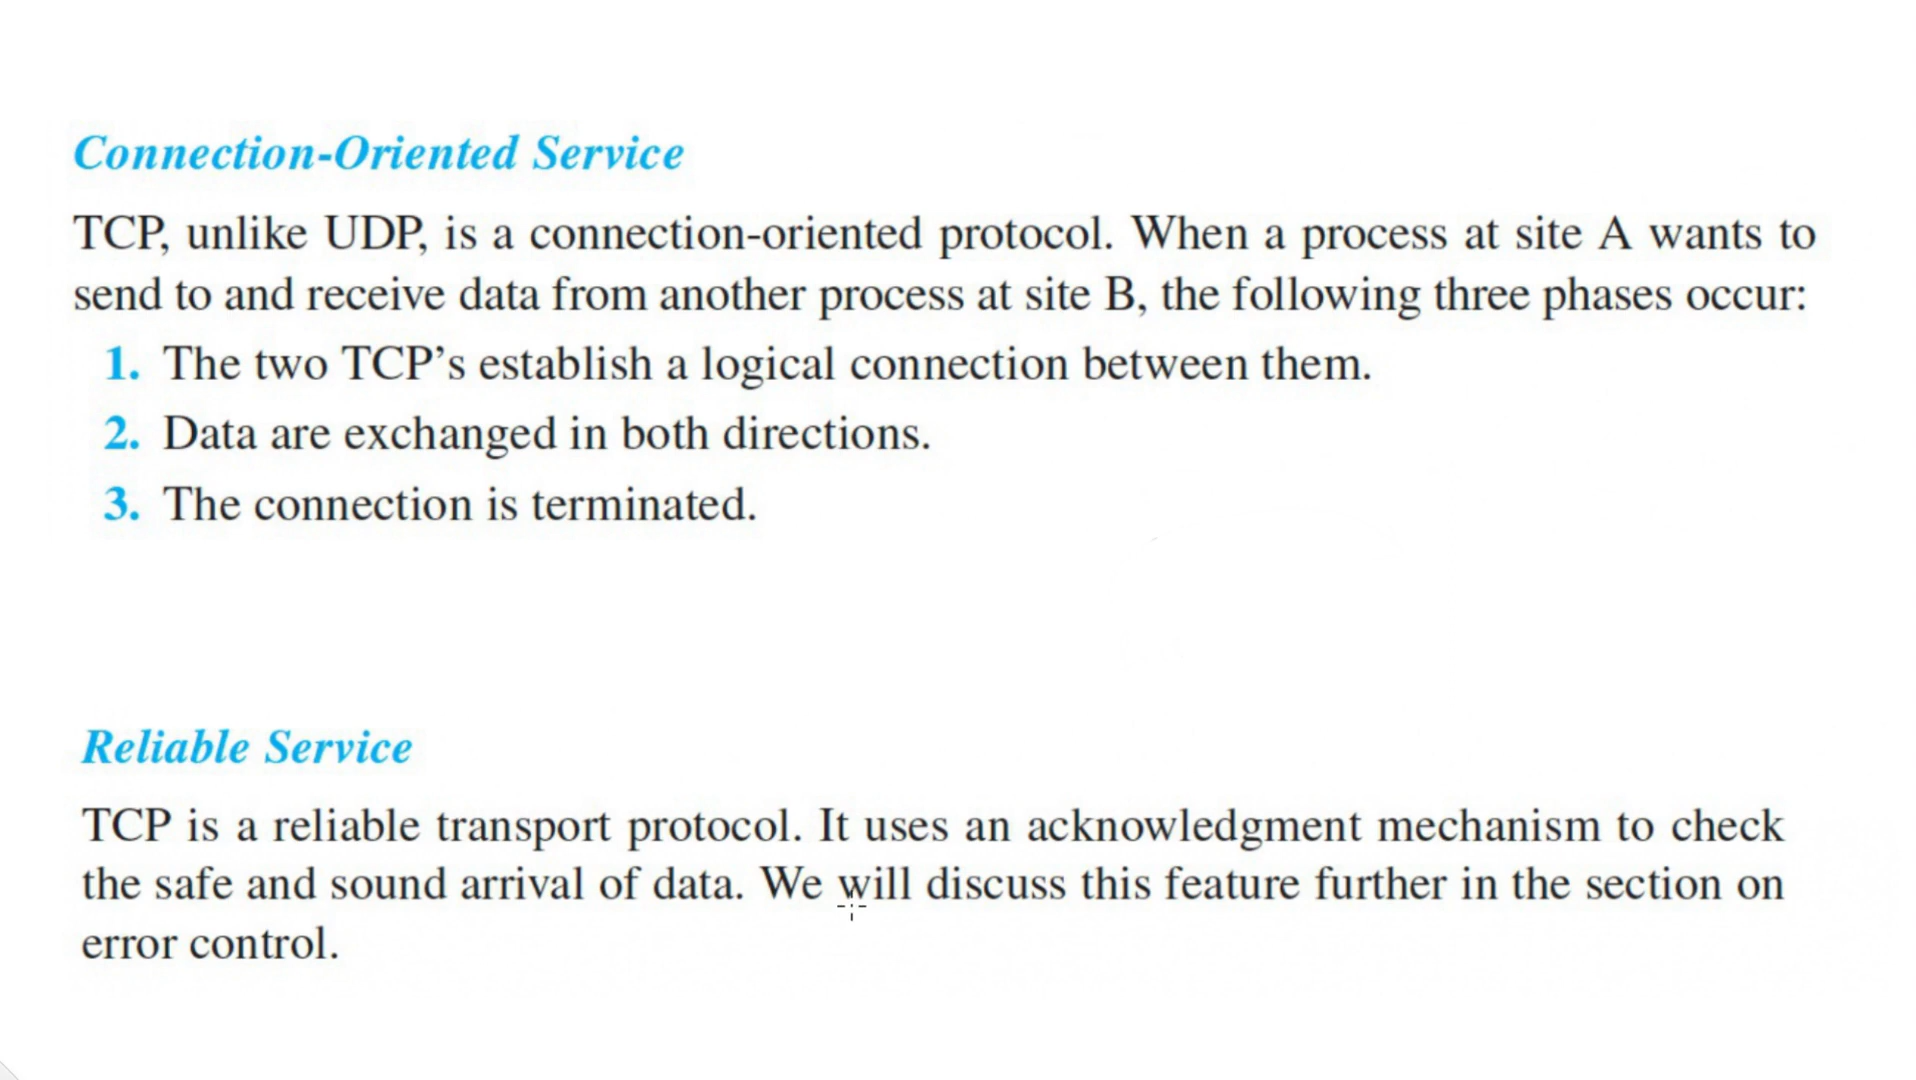 Connection-Oriented Service
TCP, unlike UDP, is a connection-oriented protocol. When a process at site A wants to
send to and receive data from another process at site B, the following three phases occur:
1. The two TCP’s establish a logical connection between them.
2. Data are exchanged in both directions.
3. The connection is terminated.
Reliable Service
TCP is a reliable transport protocol. It uses an acknowledgment mechanism to check
the safe and sound arrival of data. We will discuss this feature further in the section on
error control.